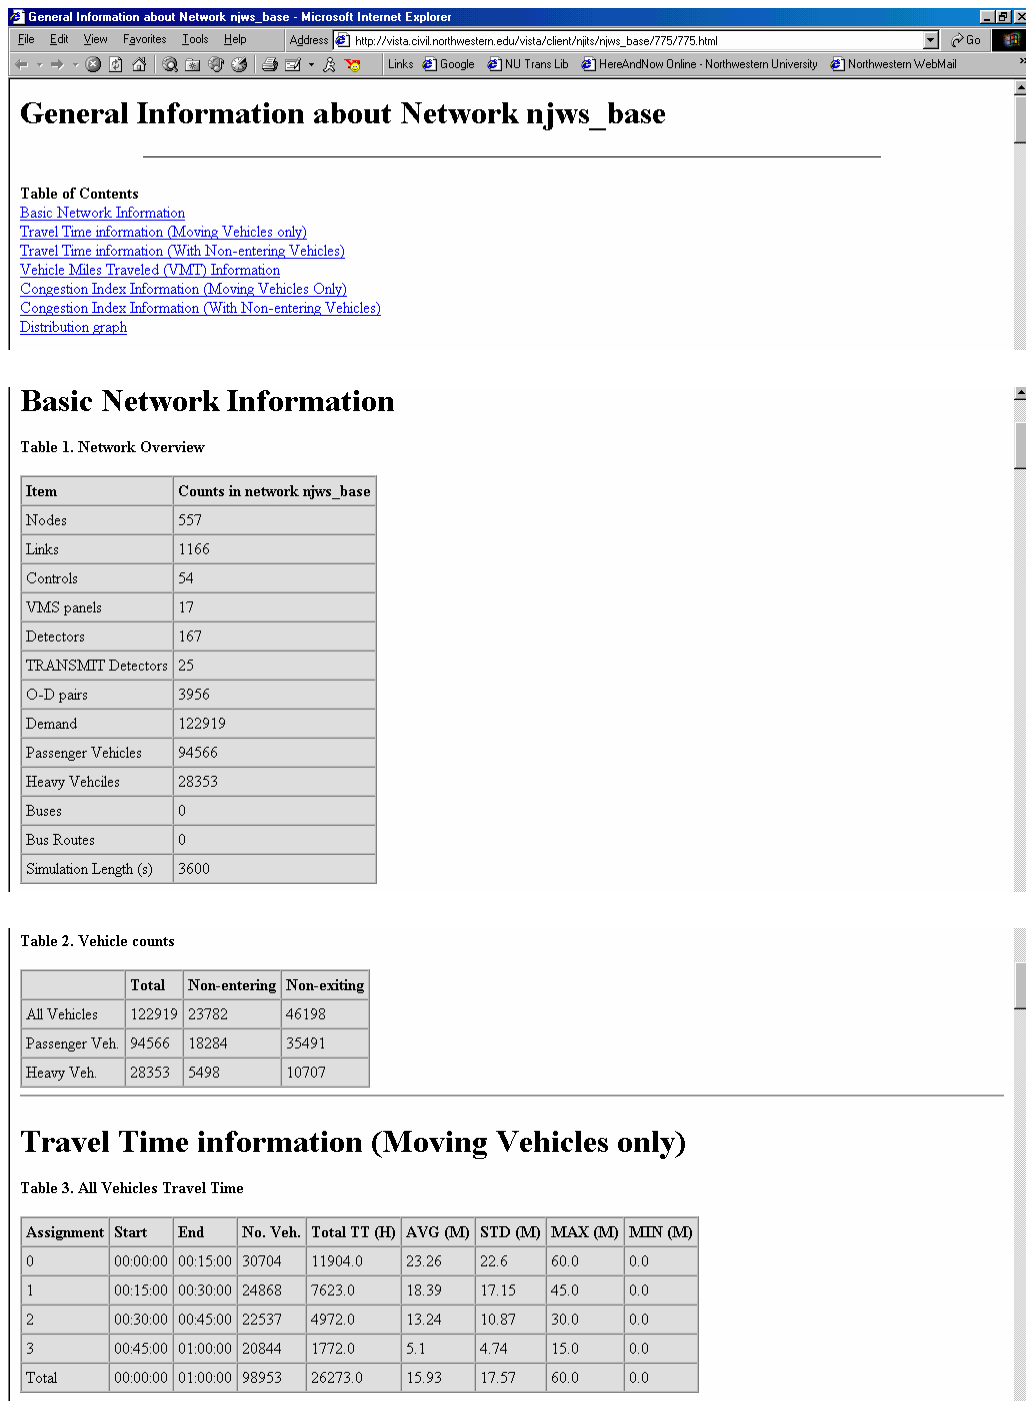 General Information about Network njws_base - Microsoft Internet Explorer
File Edit View Favorites Tools Help Address http://vista.civil.northwestern.edu/vista/client/njits/njws_base/775/775.html Go
Links Google NU Trans Lib HereAndNow Online - Northwestern University Northwestern WebMail »
General Information about Network njws_base
Table of Contents
Basic Network Information
Travel Time information (Moving Vehicles only)
Travel Time information (With Non-entering Vehicles)
Vehicle Miles Traveled (VMT) Information
Congestion Index Information (Moving Vehicles Only)
Congestion Index Information (With Non-entering Vehicles)
Distribution graph
Basic Network Information
Table 1. Network Overview
Item Counts in network njws_base
Nodes 557
Links 1166
Controls 54
VMS panels 17
Detectors 167
TRANSMIT Detectors 25
O-D pairs 3956
Demand 122919
Passenger Vehicles 94566
Heavy Vehciles 28353
Buses 0
Bus Routes 0
Simulation Length (s) 3600
Table 2. Vehicle counts
Total Non-entering Non-exiting
All Vehicles 122919 23782 46198
Passenger Veh. 94566 18284 35491
Heavy Veh. 28353 5498 10707
Travel Time information (Moving Vehicles only)
Table 3. All Vehicles Travel Time
Assignment Start End No. Veh. Total TT (H) AVG (M) STD (M) MAX (M) MIN (M)
0 00:00:00 00:15:00 30704 11904.0 23.26 22.6 60.0 0.0
1 00:15:00 00:30:00 24868 7623.0 18.39 17.15 45.0 0.0
2 00:30:00 00:45:00 22537 4972.0 13.24 10.87 30.0 0.0
3 00:45:00 01:00:00 20844 1772.0 5.1 4.74 15.0 0.0
Total 00:00:00 01:00:00 98953 26273.0 15.93 17.57 60.0 0.0